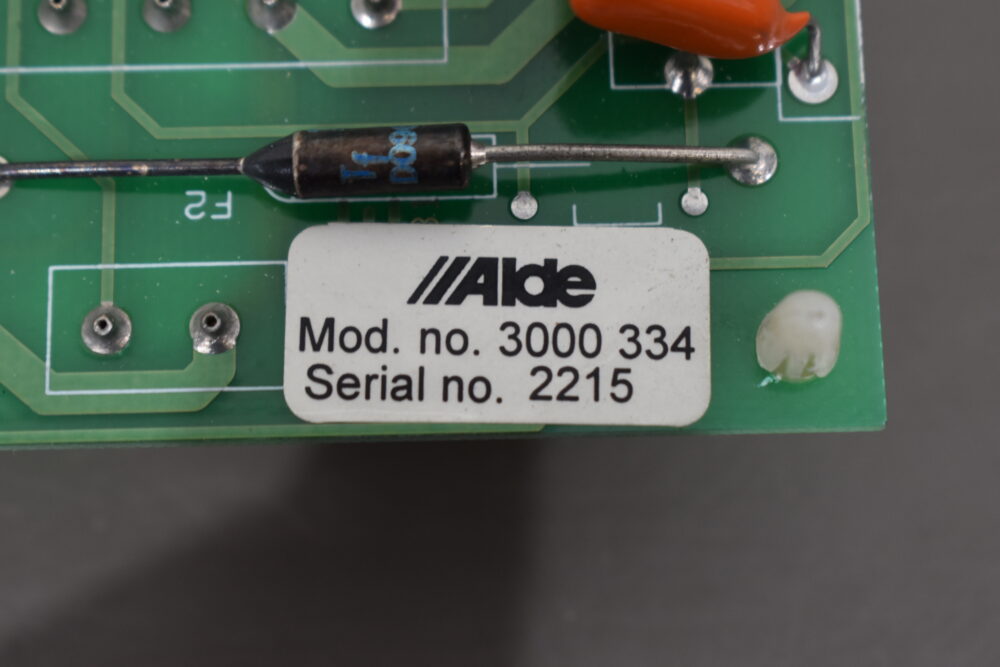 F2
Alde
Mod. no. 3000 334
Serial no. 2215